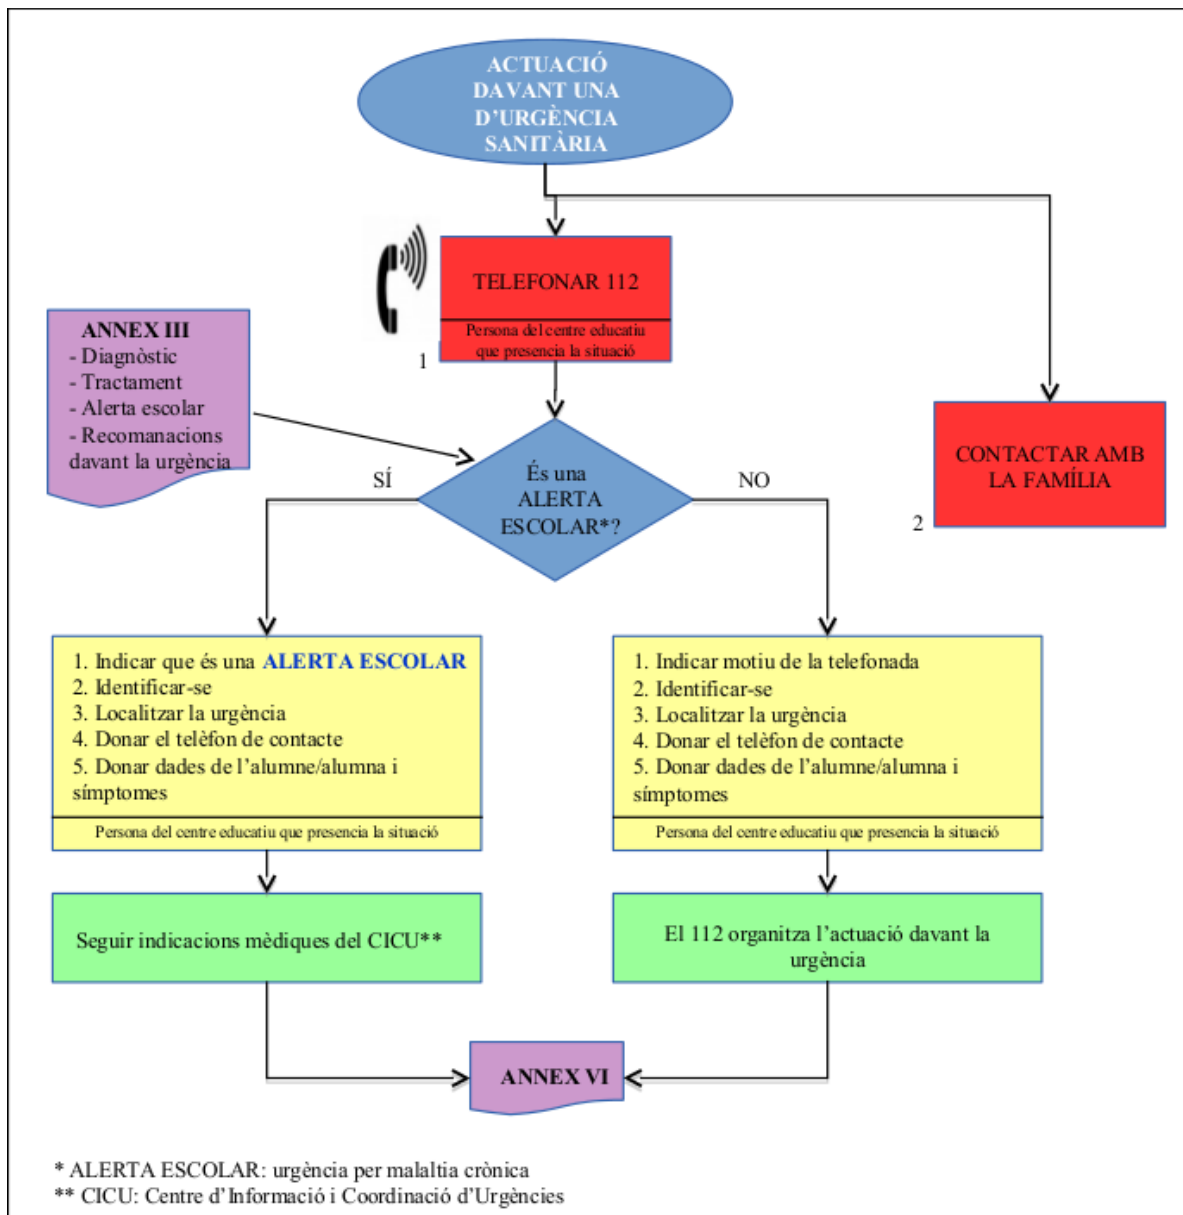 ACTUACIÓ
DAVANT UNA
D’URGÈNCIA
SANITÀRIA
TELEFONAR 112
Persona del centre educatiu
que presencia la situació
1
ANNEX III
- Diagnòstic
- Tractament
- Alerta escolar
- Recomanacions
davant la urgència
CONTACTAR AMB
LA FAMÍLIA
2
És una
ALERTA
ESCOLAR*?
SÍ
NO
1. Indicar que és una ALERTA ESCOLAR
2. Identificar-se
3. Localitzar la urgència
4. Donar el telèfon de contacte
5. Donar dades de l’alumne/alumna i
símptomes
Persona del centre educatiu que presencia la situació
1. Indicar motiu de la telefonada
2. Identificar-se
3. Localitzar la urgència
4. Donar el telèfon de contacte
5. Donar dades de l’alumne/alumna i
símptomes
Persona del centre educatiu que presencia la situació
Seguir indicacions mèdiques del CICU**
El 112 organitza l’actuació davant la
urgència
ANNEX VI
* ALERTA ESCOLAR: urgència per malaltia crònica
** CICU: Centre d’Informació i Coordinació d’Urgències